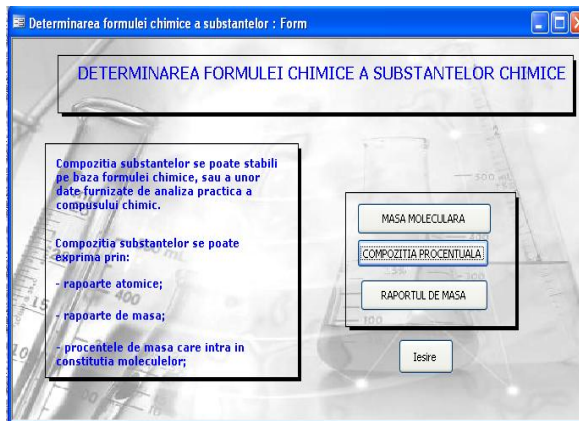 Determinarea formulei chimice a substantelor : Form
DETERMINAREA FORMULEI CHIMICE A SUBSTANTELOR CHIMICE
Compozitia substantelor se poate stabili
pe baza formulei chimice, sau a unor
date furnizate de analiza practica a
compusului chimic.
Compozitia substantelor se poate
exprima prin:
- rapoarte atomice;
- rapoarte de masa;
- procentele de masa care intra in
constitutia moleculelor;
MASA MOLECULARA
COMPOZITIA PROCENTUALA
RAPORTUL DE MASA
Iesire